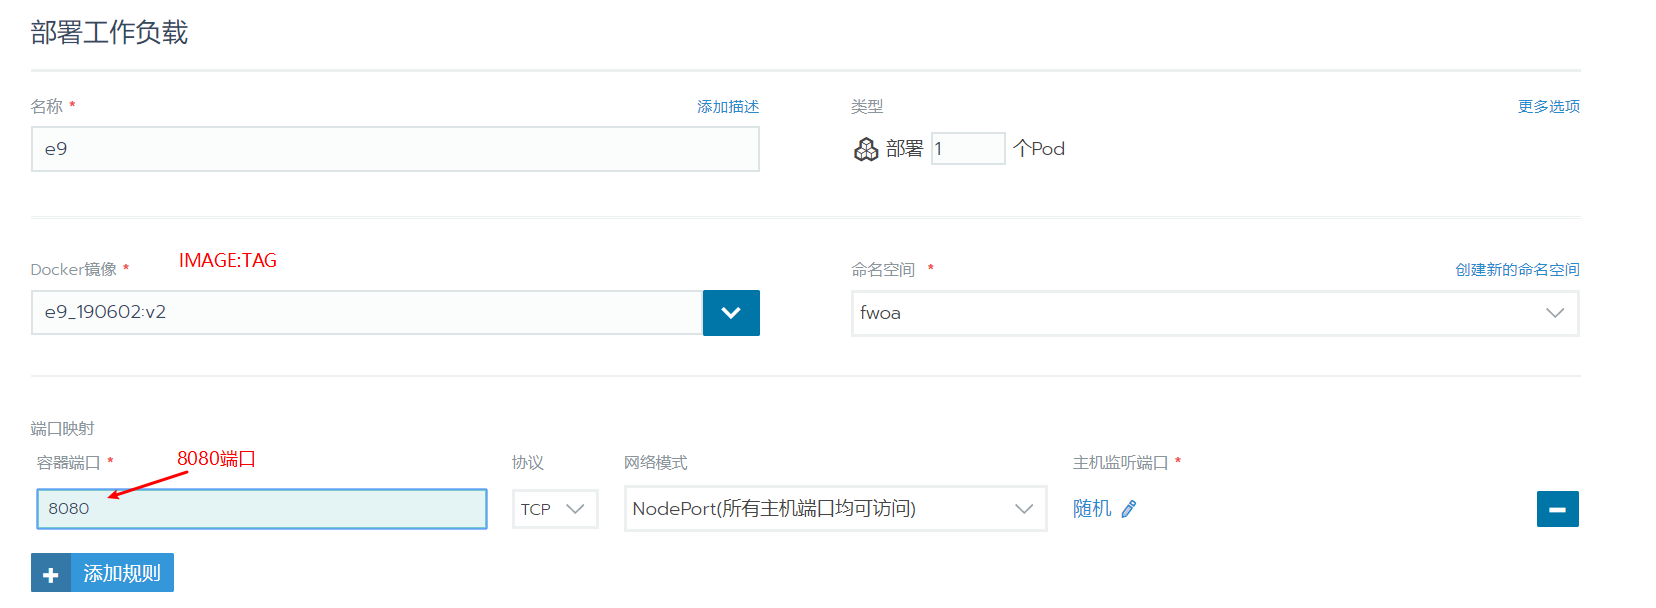 部署工作负载
名称 * 添加描述 类型 更多选项
e9 部署 1 个Pod
Docker镜像 * IMAGE:TAG 命名空间 * 创建新的命名空间
e9_190602:v2 fwoa
端口映射
容器端口 * 8080端口 协议 网络模式 主机监听端口 *
8080 TCP NodePort(所有主机端口均可访问) 随机
添加规则